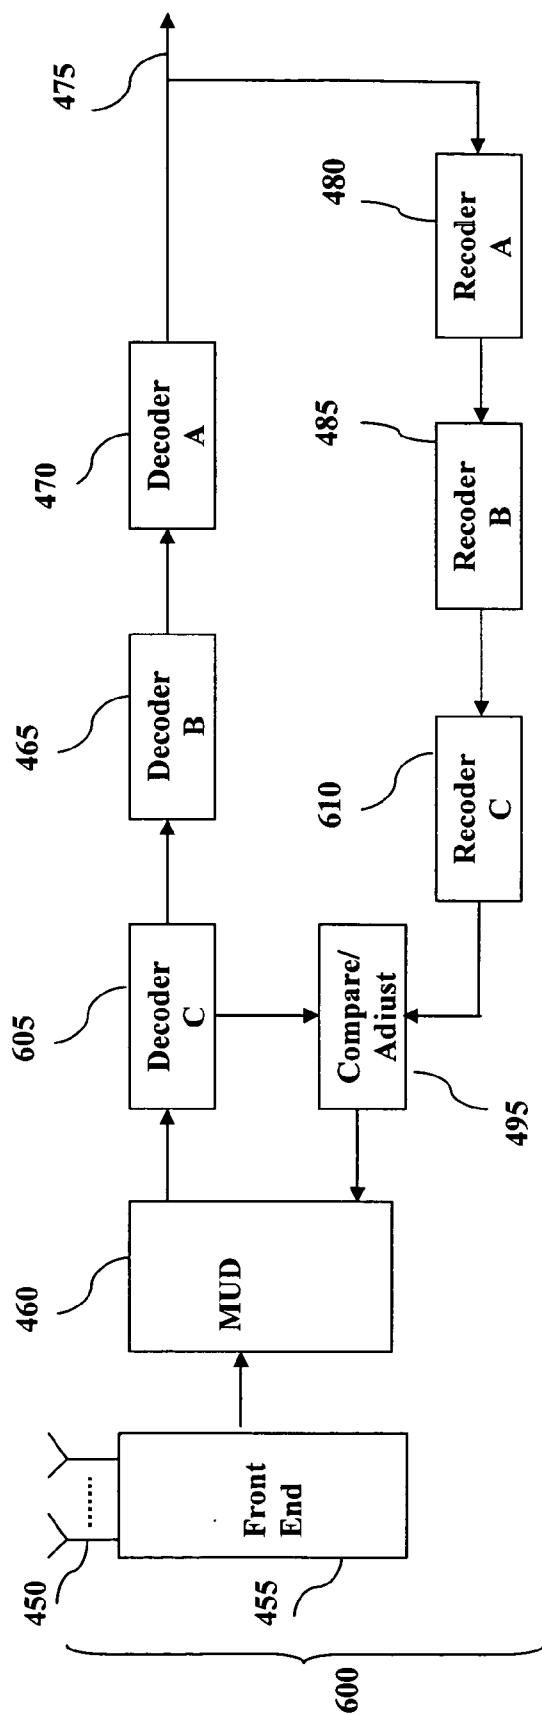 600
450
455
Front
End
460
MUD
605
Decoder
C
465
Decoder
B
470
Decoder
A
475
495
Compare/
Adjust
610
Recoder
C
485
Recoder
B
480
Recoder
A